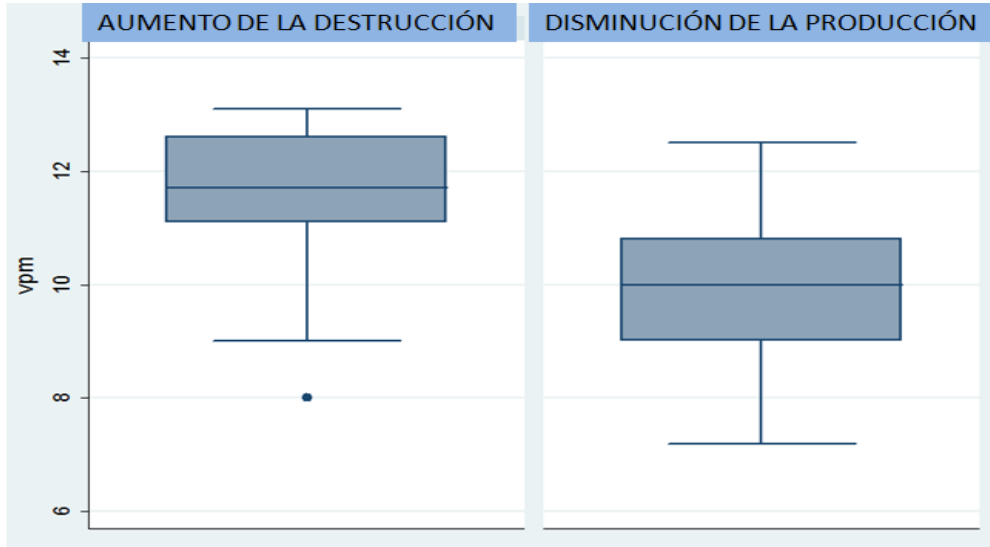 AUMENTO DE LA DESTRUCCIÓN
DISMINUCIÓN DE LA PRODUCCIÓN
14
12
10
8
6
vpm